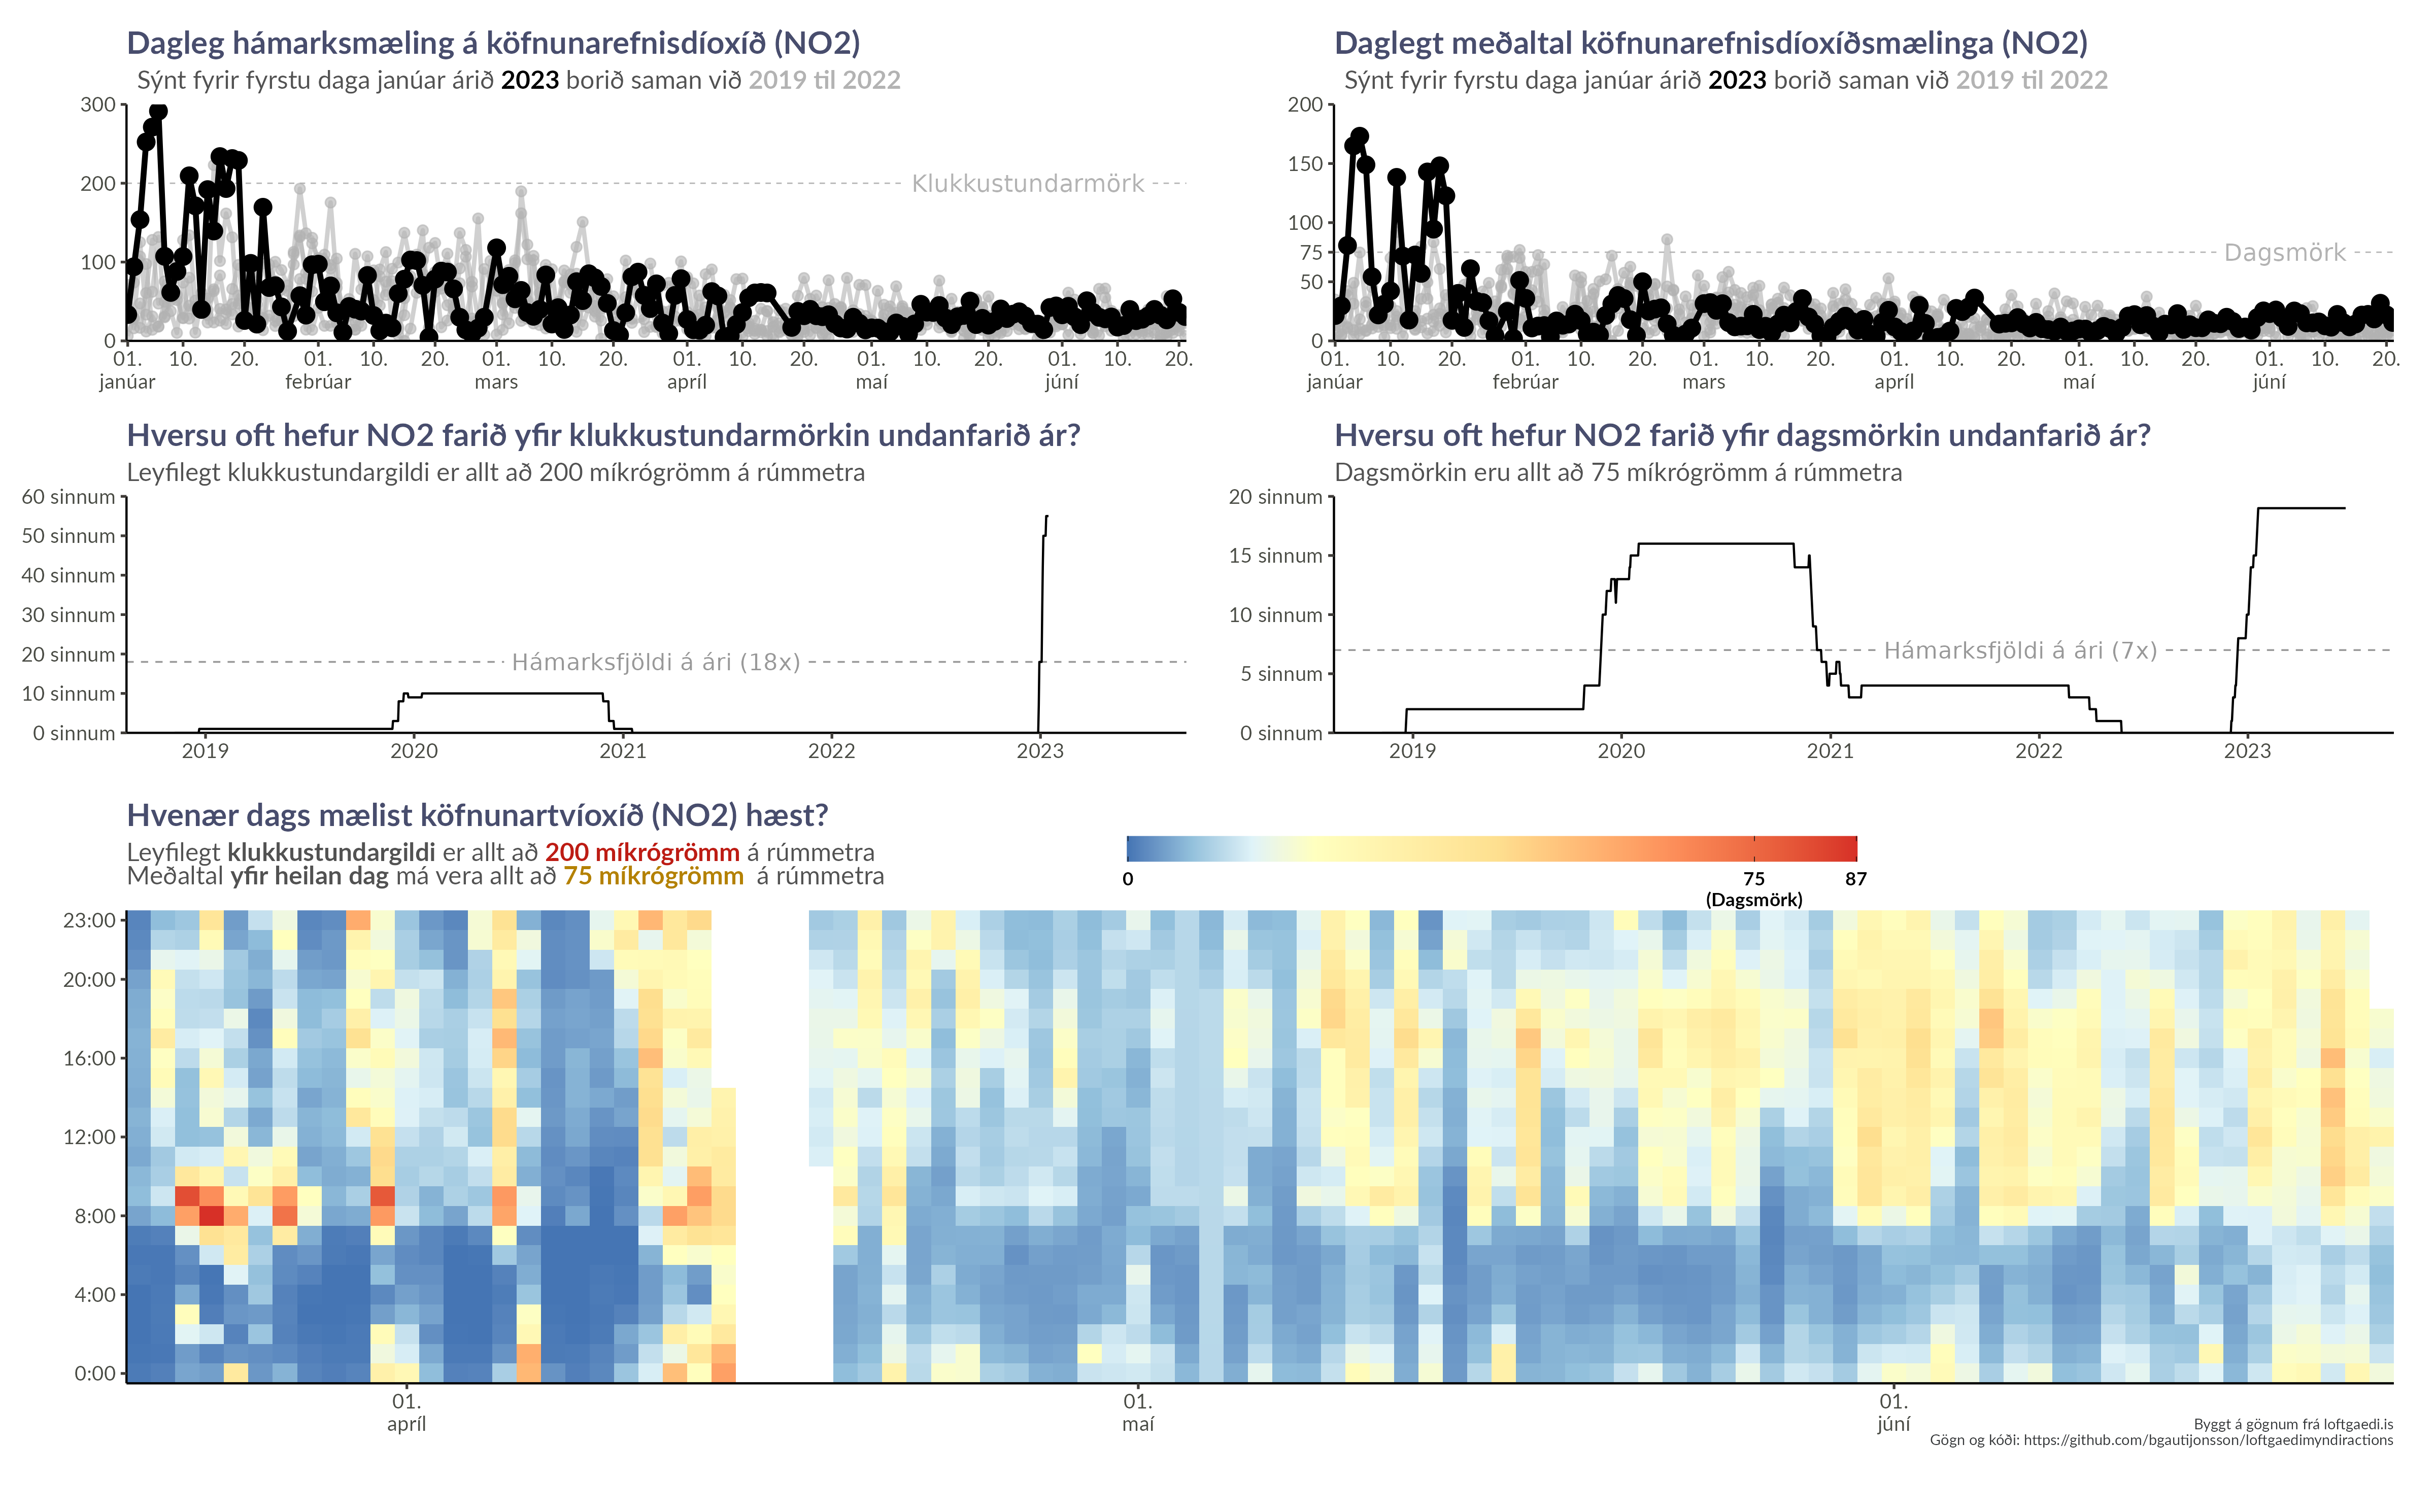 Dagleg hámarksmæling á köfnunarefnisdíoxíð (NO2)
Sýnt fyrir fyrstu daga janúar árið 2023 borið saman við 2019 til 2022
300
200
100
0
Klukkustundarmörk
01. 10. 20. 01. 10. 20. 01. 10. 20. 01. 10. 20. 01. 10. 20. 01. 10. 20.
janúar febrúar mars apríl maí júní
Daglegt meðaltal köfnunarefnisdíoxíðsmælinga (NO2)
Sýnt fyrir fyrstu daga janúar árið 2023 borið saman við 2019 til 2022
200
150
100
75
50
0
Dagsmörk
01. 10. 20. 01. 10. 20. 01. 10. 20. 01. 10. 20. 01. 10. 20. 01. 10. 20.
janúar febrúar mars apríl maí júní
Hversu oft hefur NO2 farið yfir klukkustundarmörkin undanfarið ár?
Leyfilegt klukkustundargildi er allt að 200 míkrógrömm á rúmmetra
60 sinnum
50 sinnum
40 sinnum
30 sinnum
20 sinnum
10 sinnum
0 sinnum
Hámarksfjöldi á ári (18x)
2019 2020 2021 2022 2023
Hversu oft hefur NO2 farið yfir dagsmörkin undanfarið ár?
Dagsmörkin eru allt að 75 míkrógrömm á rúmmetra
20 sinnum
15 sinnum
10 sinnum
5 sinnum
0 sinnum
Hámarksfjöldi á ári (7x)
2019 2020 2021 2022 2023
Hvenær dags mælist köfnunartvíoxíð (NO2) hæst?
Leyfilegt klukkustundargildi er allt að 200 míkrógrömm á rúmmetra
Meðaltal yfir heilan dag má vera allt að 75 míkrógrömm á rúmmetra
0 75 87
(Dagsmörk)
23:00
20:00
16:00
12:00
8:00
4:00
0:00
01. 01. 01.
apríl maí júní
Byggt á gögnum frá loftgaedi.is
Gögn og kóði: https://github.com/bgautijonsson/loftgaedimyndiractions